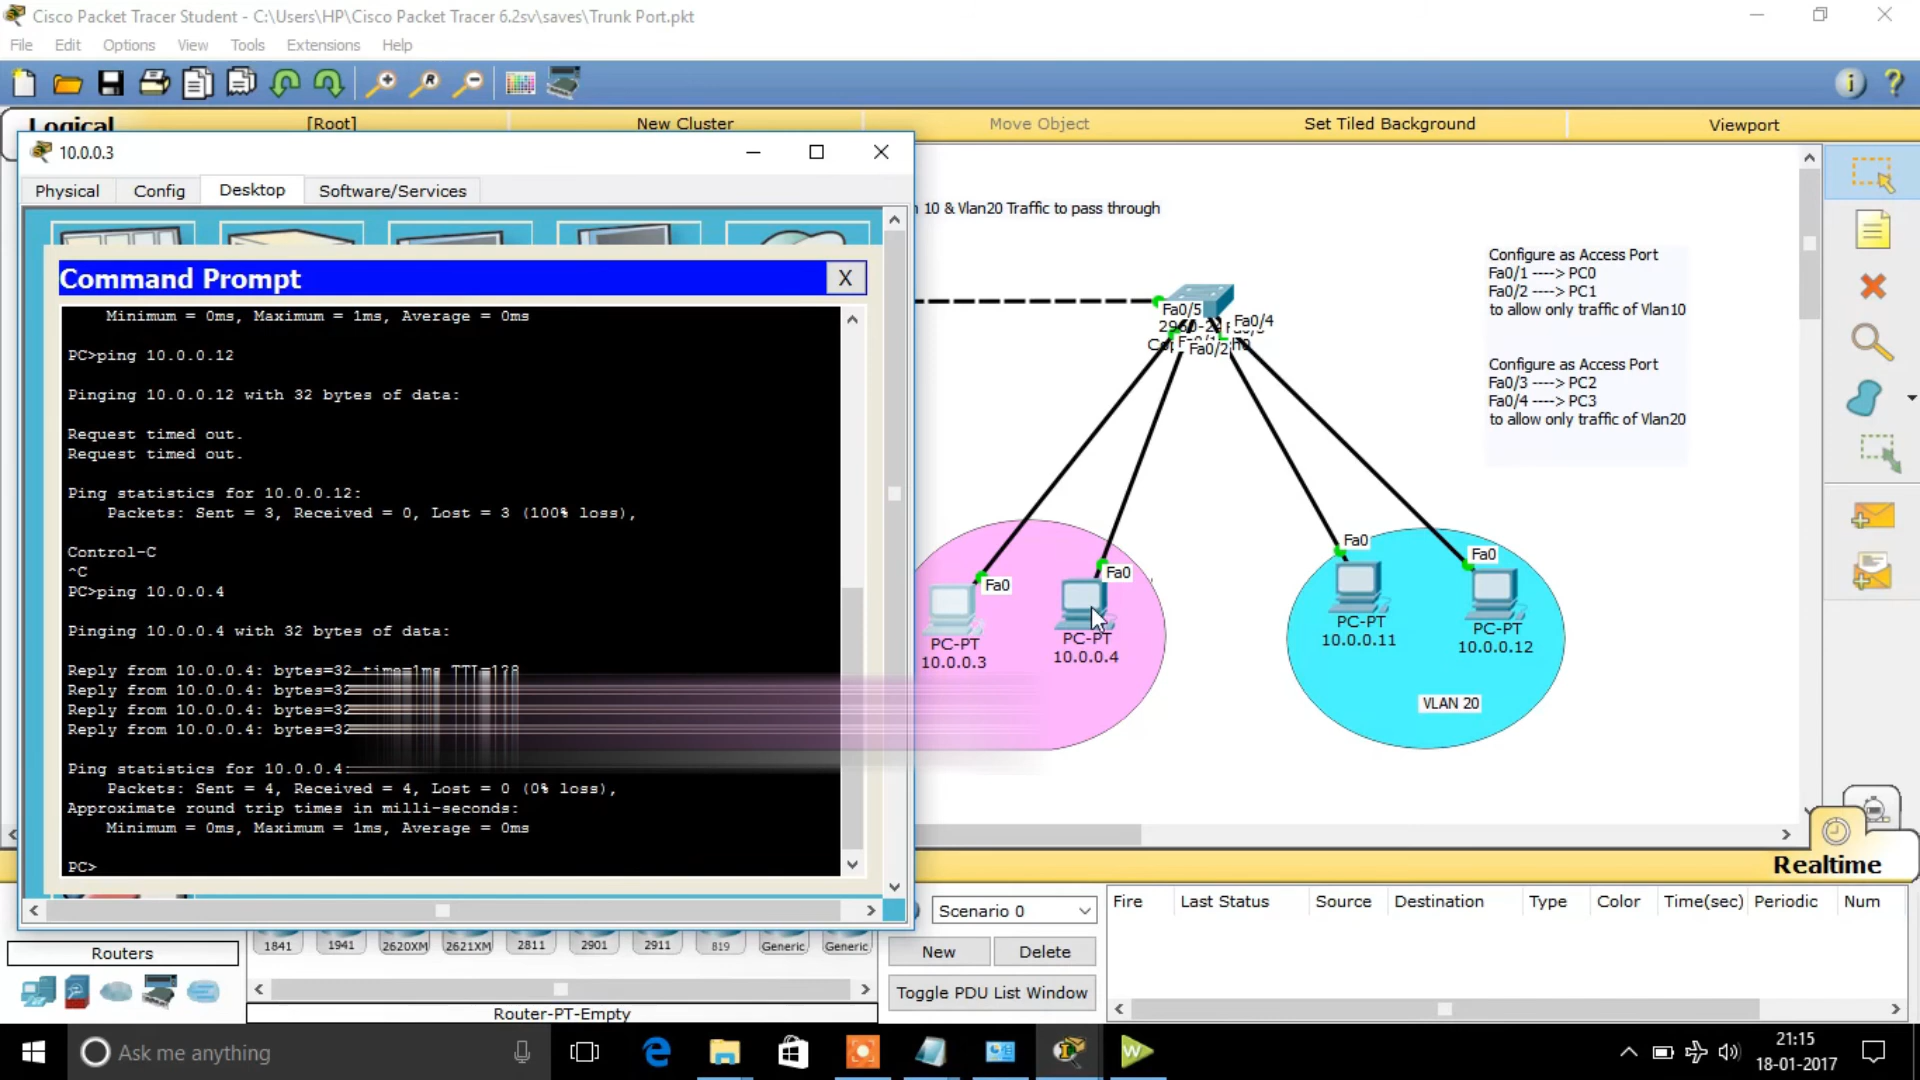 Cisco Packet Tracer Student - C:\Users\HP\Cisco Packet Tracer 6.2sv\saves\Trunk Port.pkt
File Edit Options View Tools Extensions Help
Logical [Root] New Cluster Move Object Set Tiled Background Viewport
10.0.0.3
Physical Config Desktop Software/Services
Command Prompt X
Minimum = 0ms, Maximum = 1ms, Average = 0ms
PC>ping 10.0.0.12
Pinging 10.0.0.12 with 32 bytes of data:
Request timed out.
Request timed out.
Ping statistics for 10.0.0.12:
Packets: Sent = 3, Received = 0, Lost = 3 (100% loss),
Control-C
^C
PC>ping 10.0.0.4
Pinging 10.0.0.4 with 32 bytes of data:
Reply from 10.0.0.4: bytes=32 time=1ms TTL=128
Reply from 10.0.0.4: bytes=32
Reply from 10.0.0.4: bytes=32
Reply from 10.0.0.4: bytes=32
Ping statistics for 10.0.0.4:
Packets: Sent = 4, Received = 4, Lost = 0 (0% loss),
Approximate round trip times in milli-seconds:
Minimum = 0ms, Maximum = 1ms, Average = 0ms
PC>
10 & Vlan20 Traffic to pass through
Configure as Access Port
Fa0/1 ----> PC0
Fa0/2 ----> PC1
to allow only traffic of Vlan10
Configure as Access Port
Fa0/3 ----> PC2
Fa0/4 ----> PC3
to allow only traffic of Vlan20
Fa0/5
Fa0/4
Fa0/2
Fa0
Fa0
Fa0
Fa0
PC-PT
10.0.0.3
PC-PT
10.0.0.4
PC-PT
10.0.0.11
PC-PT
10.0.0.12
VLAN 20
Realtime
Scenario 0
New Delete
Toggle PDU List Window
Fire Last Status Source Destination Type Color Time(sec) Periodic Num
Routers
1841 1941 2620XM 2621XM 2811 2901 2911 819 Generic Generic
Router-PT-Empty
Ask me anything
21:15
18-01-2017